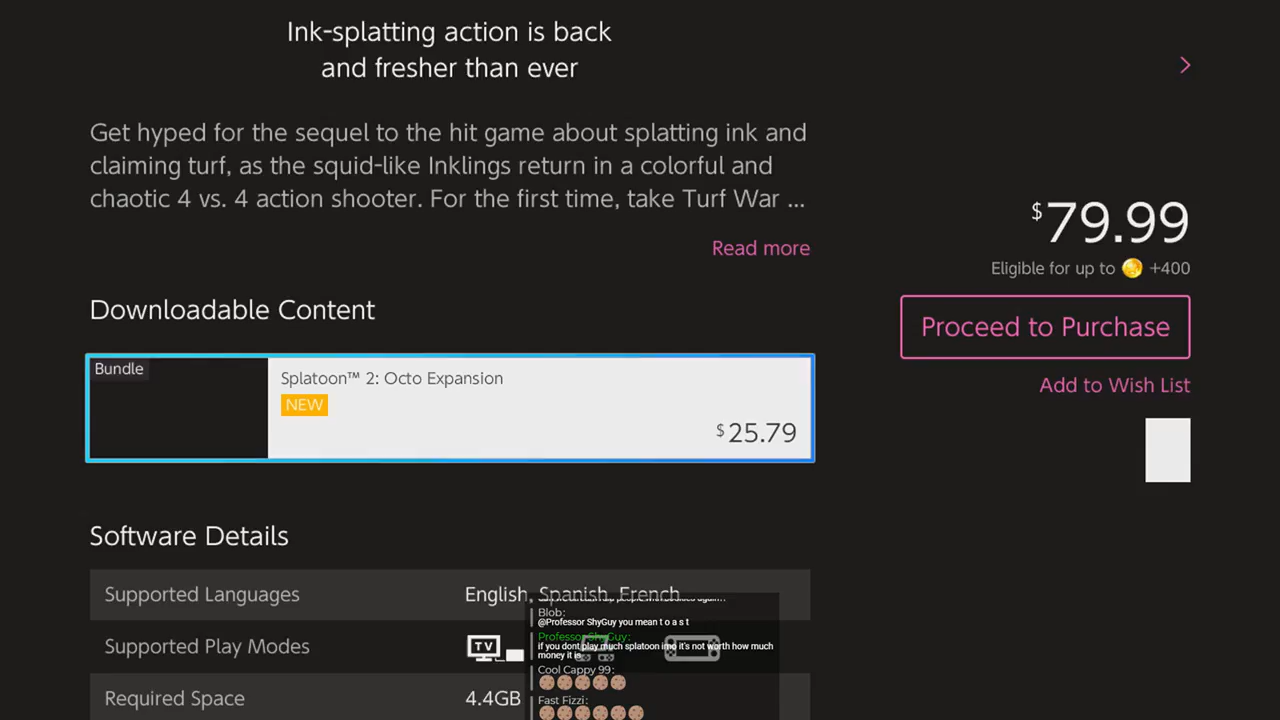 Ink-splatting action is back
and fresher than ever
Get hyped for the sequel to the hit game about splatting ink and
claiming turf, as the squid-like Inklings return in a colorful and
chaotic 4 vs. 4 action shooter. For the first time, take Turf War ...
Read more
$79.99
Eligible for up to +400
Proceed to Purchase
Add to Wish List
Downloadable Content
Bundle
Splatoon™ 2: Octo Expansion
NEW
$25.79
Software Details
Supported Languages
English, Spanish, French
Supported Play Modes
TV
Required Space
4.4GB
Blob:
@Professor ShyGuy you mean t o a s t
Professor ShyGuy:
if you dont play much splatoon imo it's not worth how much
money it is
Cool Cappy 99:
Fast Fizzi: